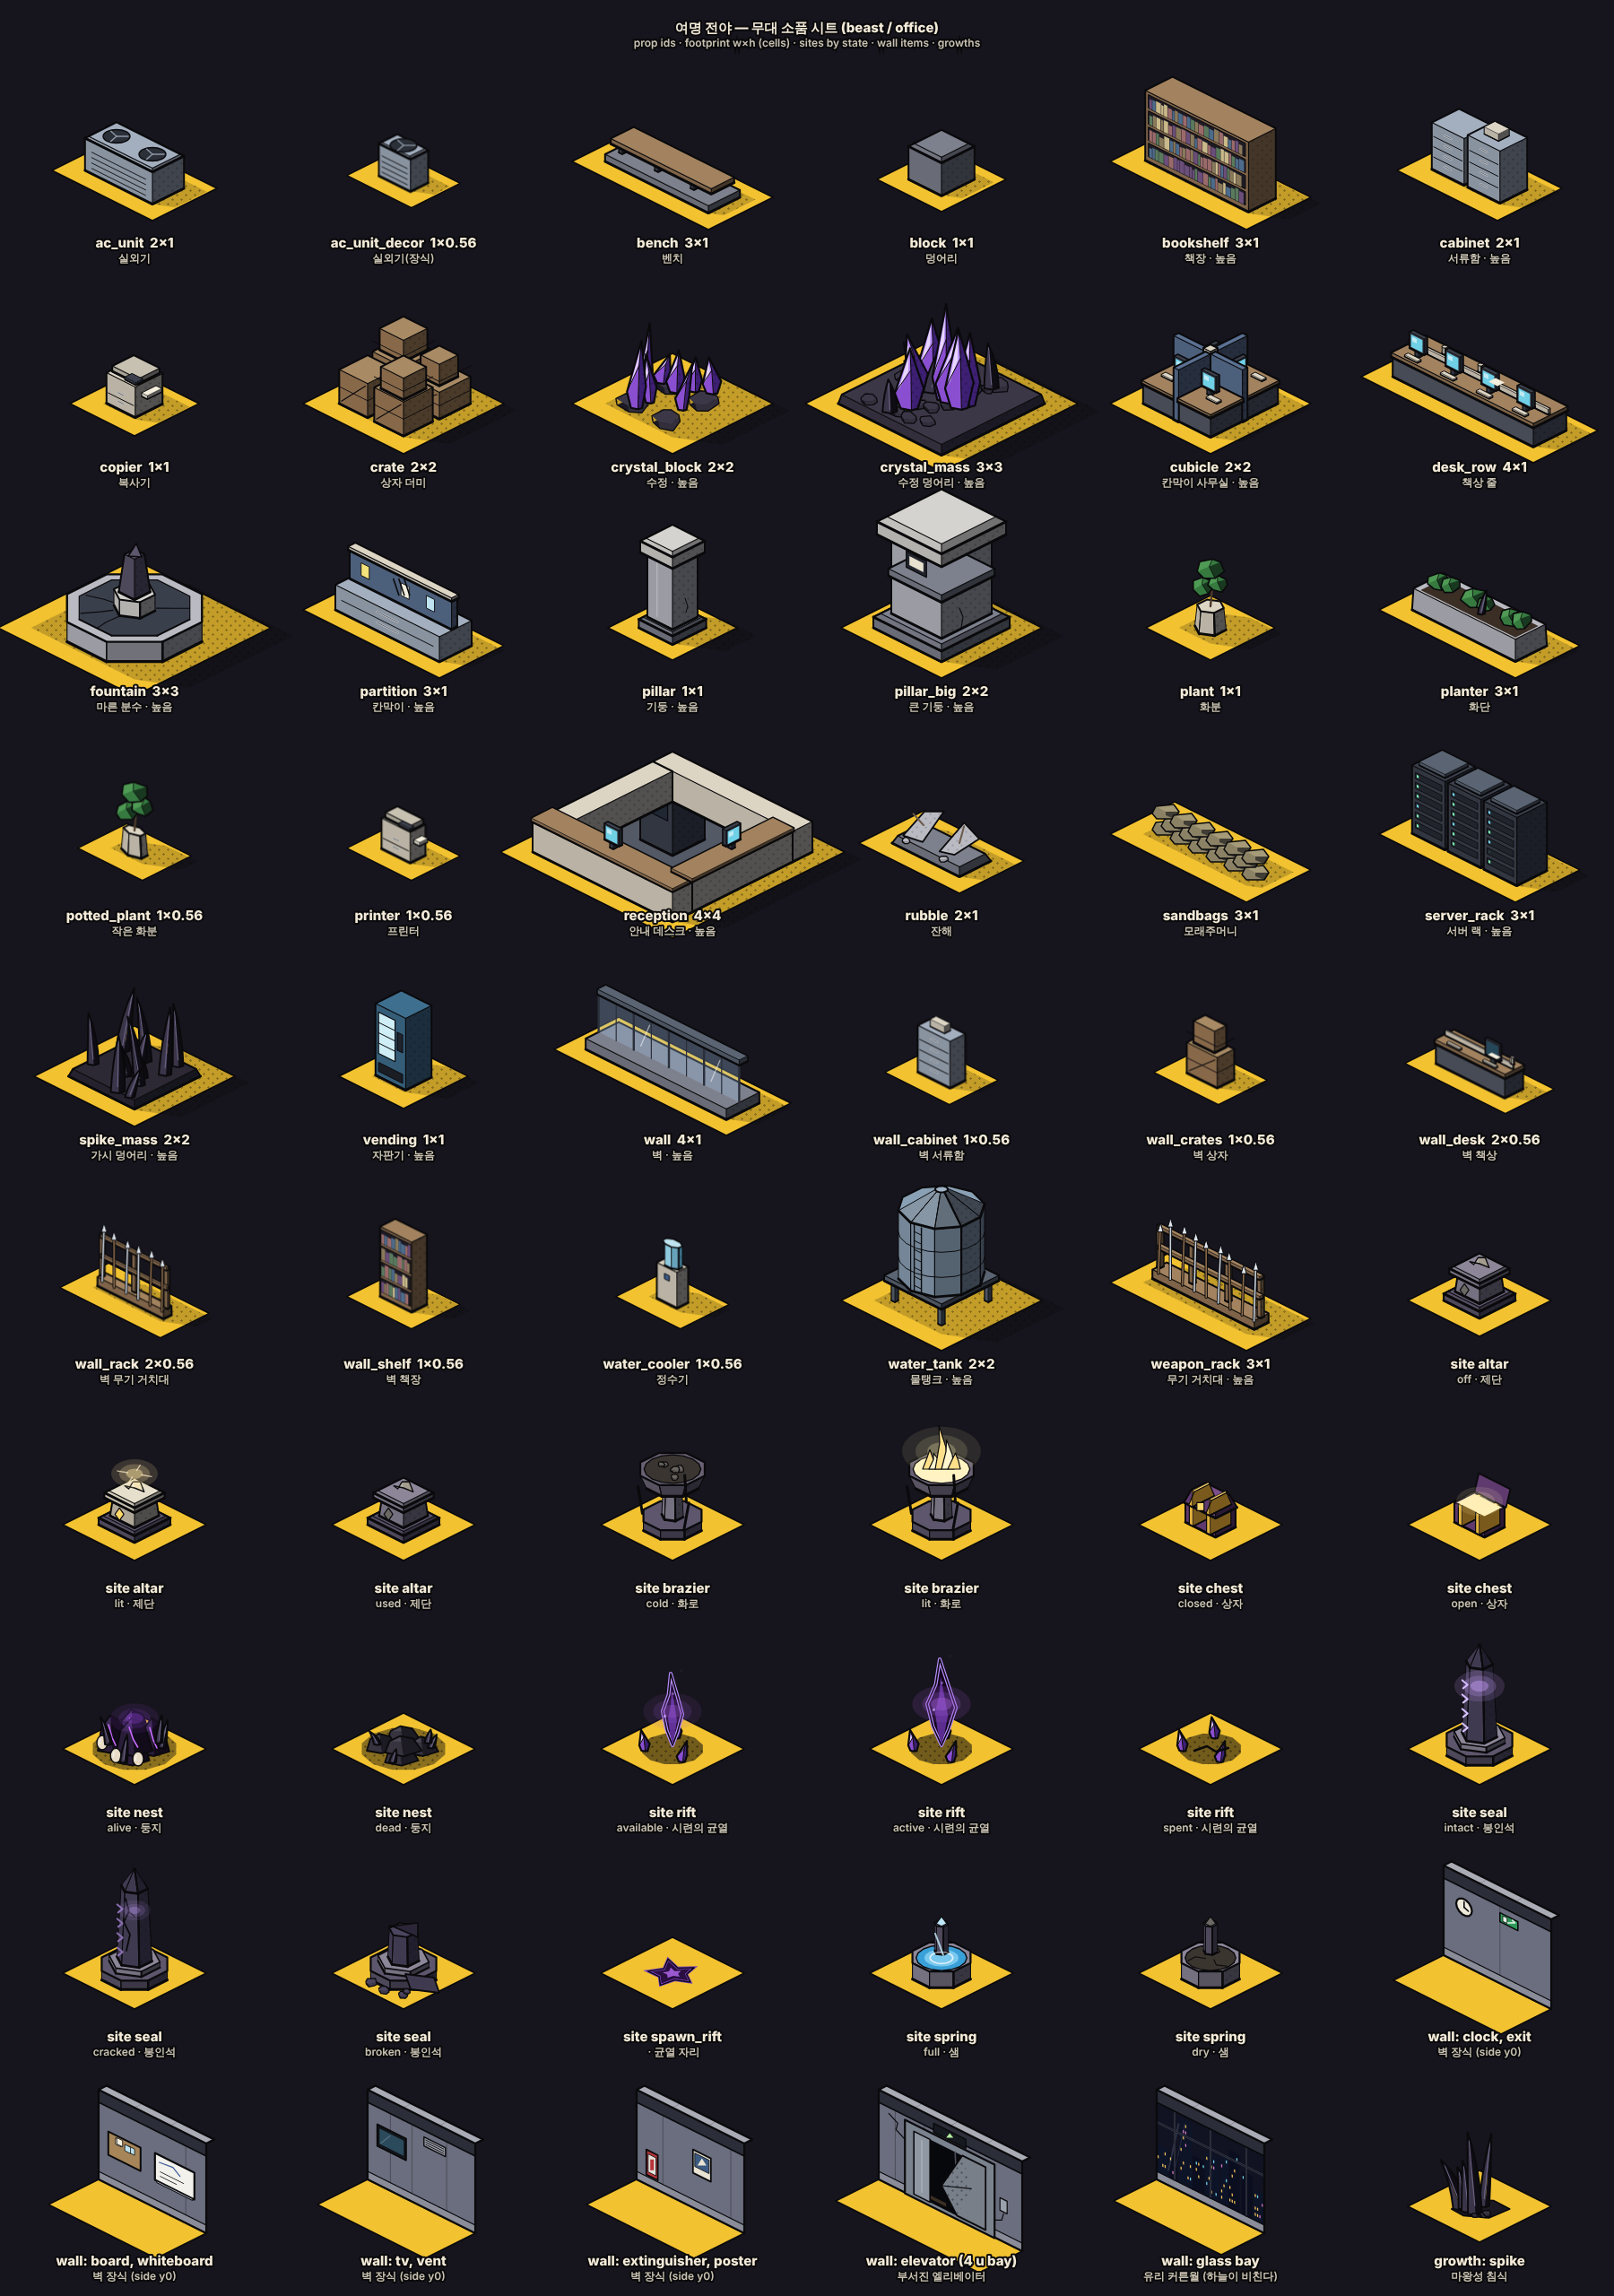 여명 전야 — 무대 소품 시트 (beast / office)
prop ids · footprint w×h (cells) · sites by state · wall items · growths
ac_unit 2×1
실외기
ac_unit_decor 1×0.56
실외기(장식)
bench 3×1
벤치
block 1×1
덩어리
bookshelf 3×1
책장 · 높음
cabinet 2×1
서류함 · 높음
copier 1×1
복사기
crate 2×2
상자 더미
crystal_block 2×2
수정 · 높음
crystal_mass 3×3
수정 덩어리 · 높음
cubicle 2×2
칸막이 사무실 · 높음
desk_row 4×1
책상 줄
fountain 3×3
마른 분수 · 높음
partition 3×1
칸막이 · 높음
pillar 1×1
기둥 · 높음
pillar_big 2×2
큰 기둥 · 높음
plant 1×1
화분
planter 3×1
화단
potted_plant 1×0.56
작은 화분
printer 1×0.56
프린터
reception 4×4
안내 데스크 · 높음
rubble 2×1
잔해
sandbags 3×1
모래주머니
server_rack 3×1
서버 랙 · 높음
spike_mass 2×2
가시 덩어리 · 높음
vending 1×1
자판기 · 높음
wall 4×1
벽 · 높음
wall_cabinet 1×0.56
벽 서류함
wall_crates 1×0.56
벽 상자
wall_desk 2×0.56
벽 책상
wall_rack 2×0.56
벽 무기 거치대
wall_shelf 1×0.56
벽 책장
water_cooler 1×0.56
정수기
water_tank 2×2
물탱크 · 높음
weapon_rack 3×1
무기 거치대 · 높음
site altar
off · 제단
site altar
lit · 제단
site altar
used · 제단
site brazier
cold · 화로
site brazier
lit · 화로
site chest
closed · 상자
site chest
open · 상자
site nest
alive · 둥지
site nest
dead · 둥지
site rift
available · 시련의 균열
site rift
active · 시련의 균열
site rift
spent · 시련의 균열
site seal
intact · 봉인석
site seal
cracked · 봉인석
site seal
broken · 봉인석
site spawn_rift
· 균열 자리
site spring
full · 샘
site spring
dry · 샘
wall: clock, exit
벽 장식 (side y0)
wall: board, whiteboard
벽 장식 (side y0)
wall: tv, vent
벽 장식 (side y0)
wall: extinguisher, poster
벽 장식 (side y0)
wall: elevator (4 u bay)
부서진 엘리베이터
wall: glass bay
유리 커튼월 (하늘이 비친다)
growth: spike
마왕성 침식